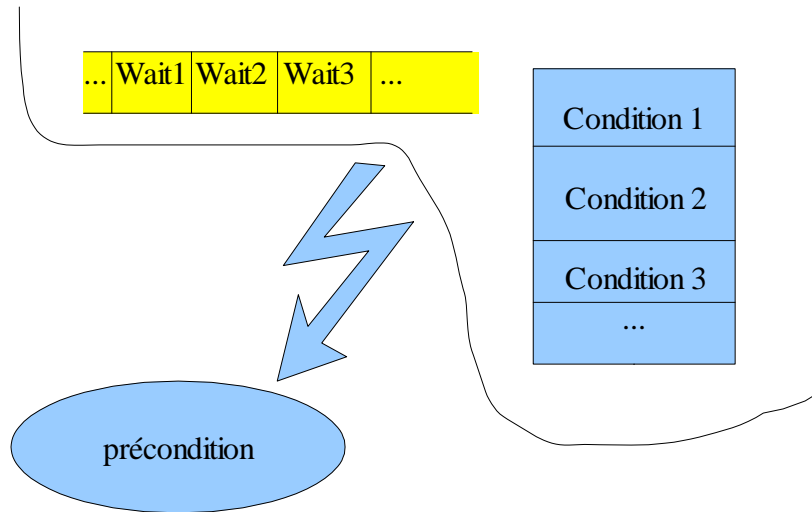 ... Wait1 Wait2 Wait3 ...
Condition 1
Condition 2
Condition 3
...
précondition